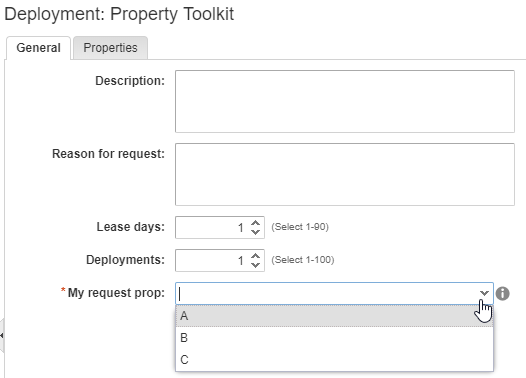 Deployment: Property Toolkit
General Properties
Description:
Reason for request:
Lease days: 1 (Select 1-90)
Deployments: 1 (Select 1-100)
*My request prop:
A
B
C